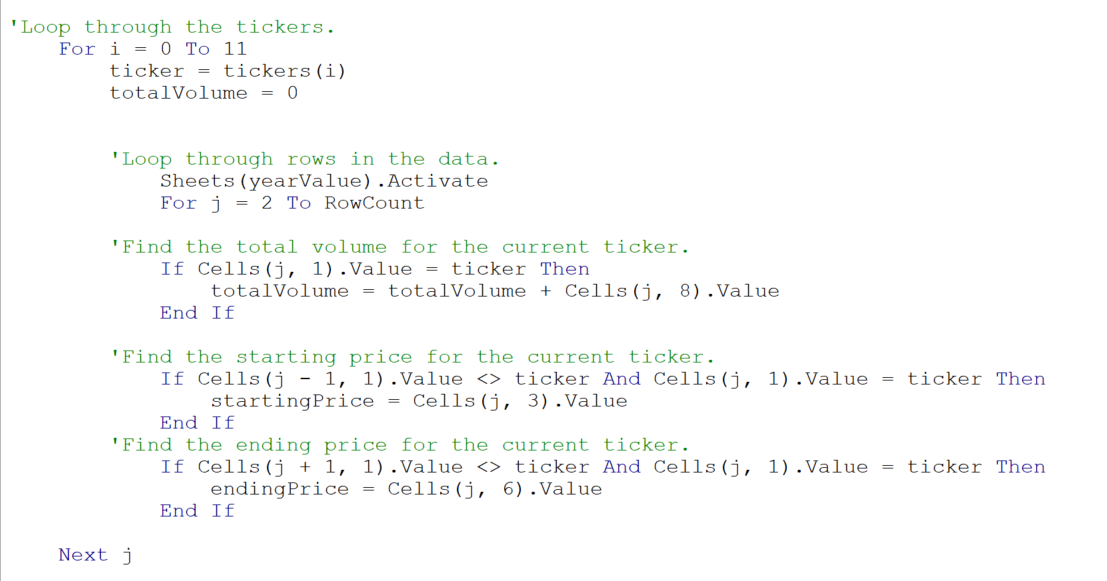 'Loop through the tickers.
For i = 0 To 11
ticker = tickers(i)
totalVolume = 0
'Loop through rows in the data.
Sheets(yearValue).Activate
For j = 2 To RowCount
'Find the total volume for the current ticker.
If Cells(j, 1).Value = ticker Then
totalVolume = totalVolume + Cells(j, 8).Value
End If
'Find the starting price for the current ticker.
If Cells(j - 1, 1).Value <> ticker And Cells(j, 1).Value = ticker Then
startingPrice = Cells(j, 3).Value
End If
'Find the ending price for the current ticker.
If Cells(j + 1, 1).Value <> ticker And Cells(j, 1).Value = ticker Then
endingPrice = Cells(j, 6).Value
End If
Next j